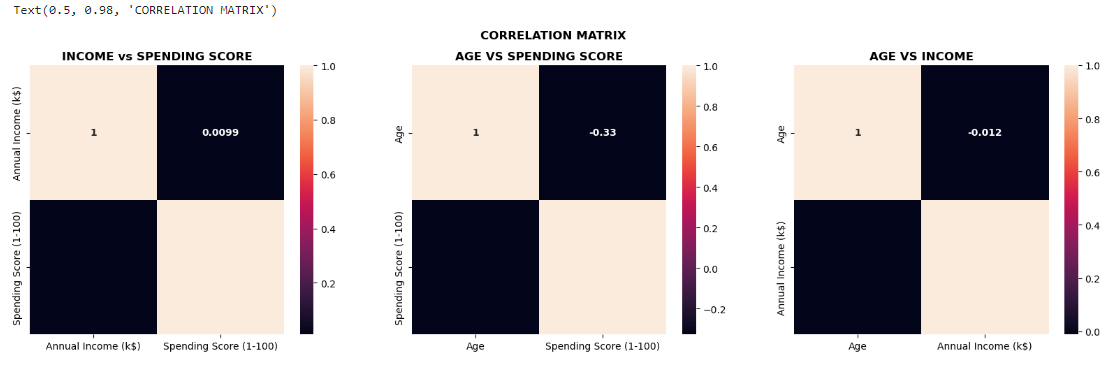 Text(0.5, 0.98, 'CORRELATION MATRIX')
CORRELATION MATRIX
INCOME vs SPENDING SCORE
Annual Income (k$)
Spending Score (1-100)
1
0.0099
Annual Income (k$)
Spending Score (1-100)
1.0
0.8
0.6
0.4
0.2
AGE VS SPENDING SCORE
Age
Spending Score (1-100)
1
-0.33
Age
Spending Score (1-100)
1.0
0.8
0.6
0.4
0.2
0.0
−0.2
AGE VS INCOME
Age
Annual Income (k$)
1
-0.012
Age
Annual Income (k$)
1.0
0.8
0.6
0.4
0.2
0.0